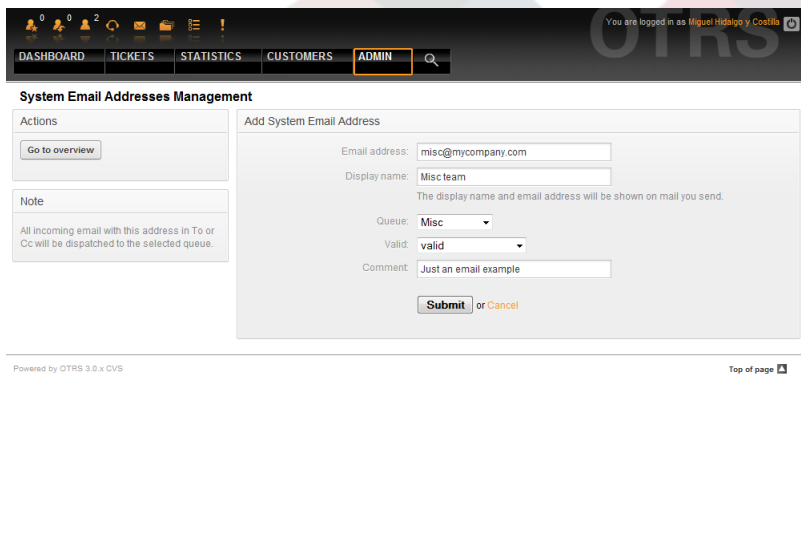 0 0 2
You are logged in as Miguel Hidalgo y Costilla
OTRS
DASHBOARD TICKETS STATISTICS CUSTOMERS ADMIN
System Email Addresses Management
Actions
Go to overview
Note
All incoming email with this address in To or
Cc will be dispatched to the selected queue.
Add System Email Address
Email address: misc@mycompany.com
Display name: Misc team
The display name and email address will be shown on mail you send.
Queue: Misc
Valid: valid
Comment: Just an email example
Submit or Cancel
Powered by OTRS 3.0.x CVS
Top of page